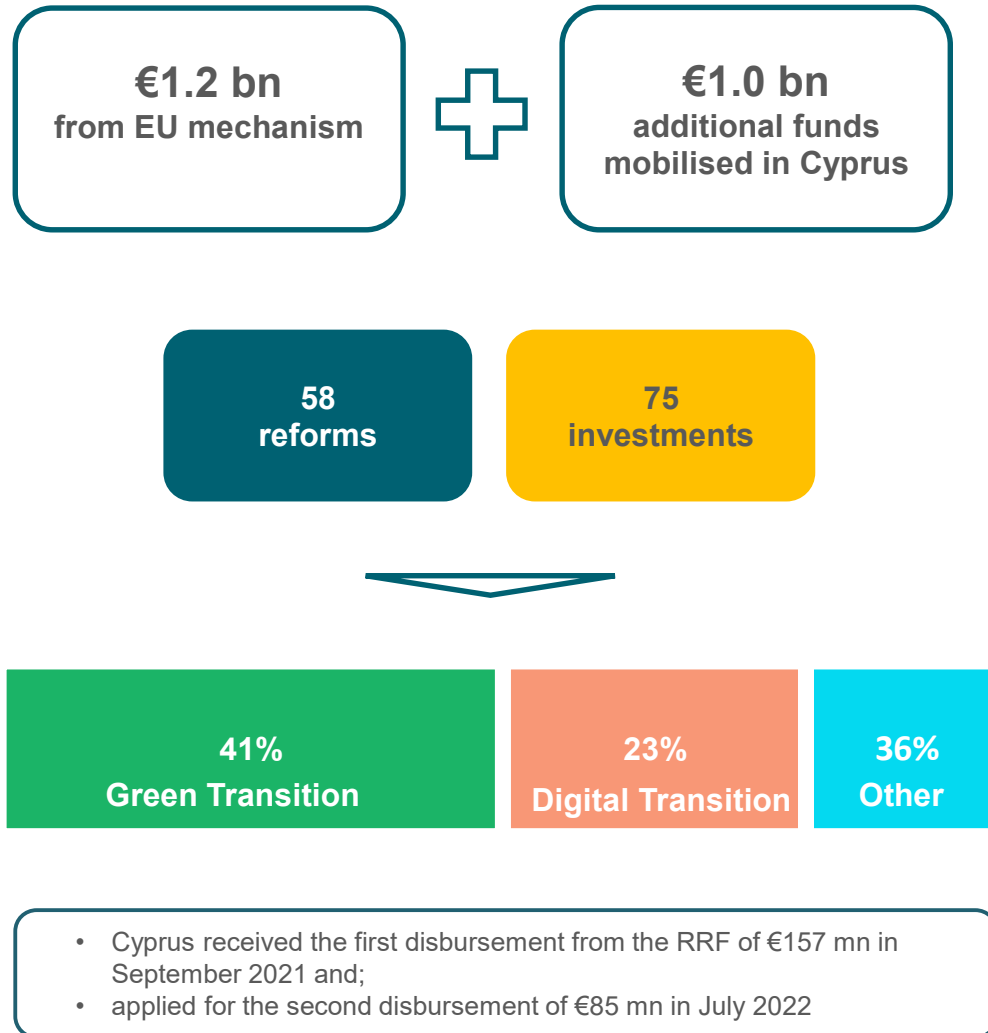 €1.2 bn
from EU mechanism
€1.0 bn
additional funds
mobilised in Cyprus
58
reforms
75
investments
41%
Green Transition
23%
Digital Transition
36%
Other
• Cyprus received the first disbursement from the RRF of €157 mn in
September 2021 and;
• applied for the second disbursement of €85 mn in July 2022